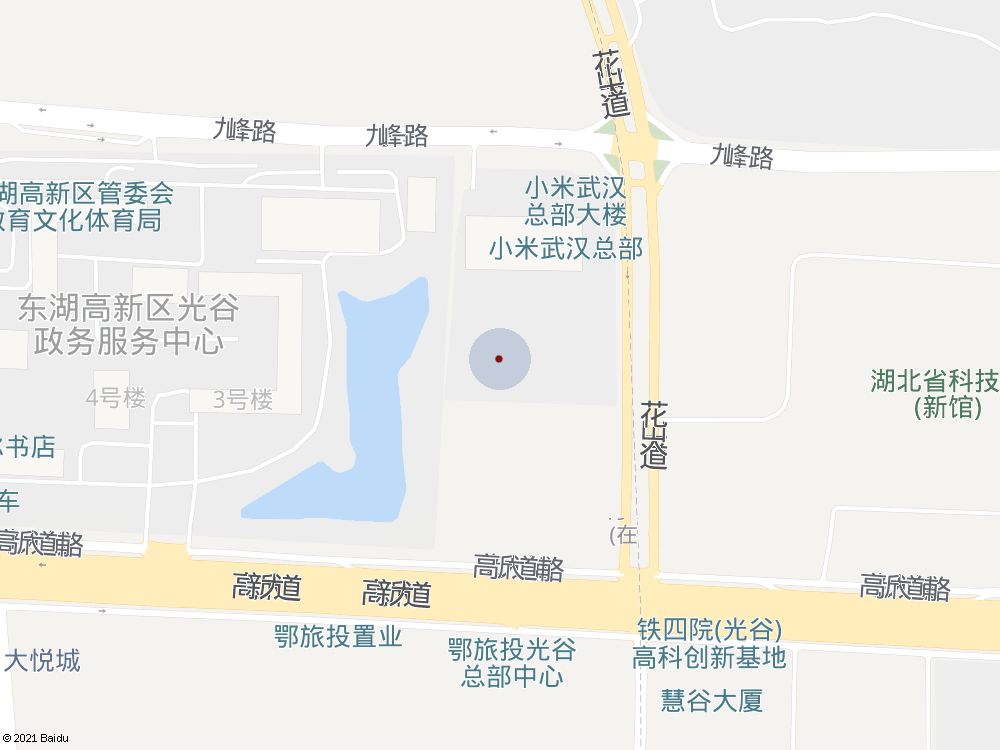 花山大道
九峰路
九峰路
九峰路
湖高新区管委会
教育文化体育局
小米武汉
总部大楼
小米武汉总部
东湖高新区光谷
政务服务中心
4号楼
3号楼
湖北省科技
(新馆)
花山大道
书店
车
(在
高新大道辅路
高新大道辅路
高新大道辅路
高新大道
高新大道
鄂旅投置业
鄂旅投光谷
总部中心
铁四院(光谷)
高科创新基地
大悦城
慧谷大厦
© 2021 Baidu